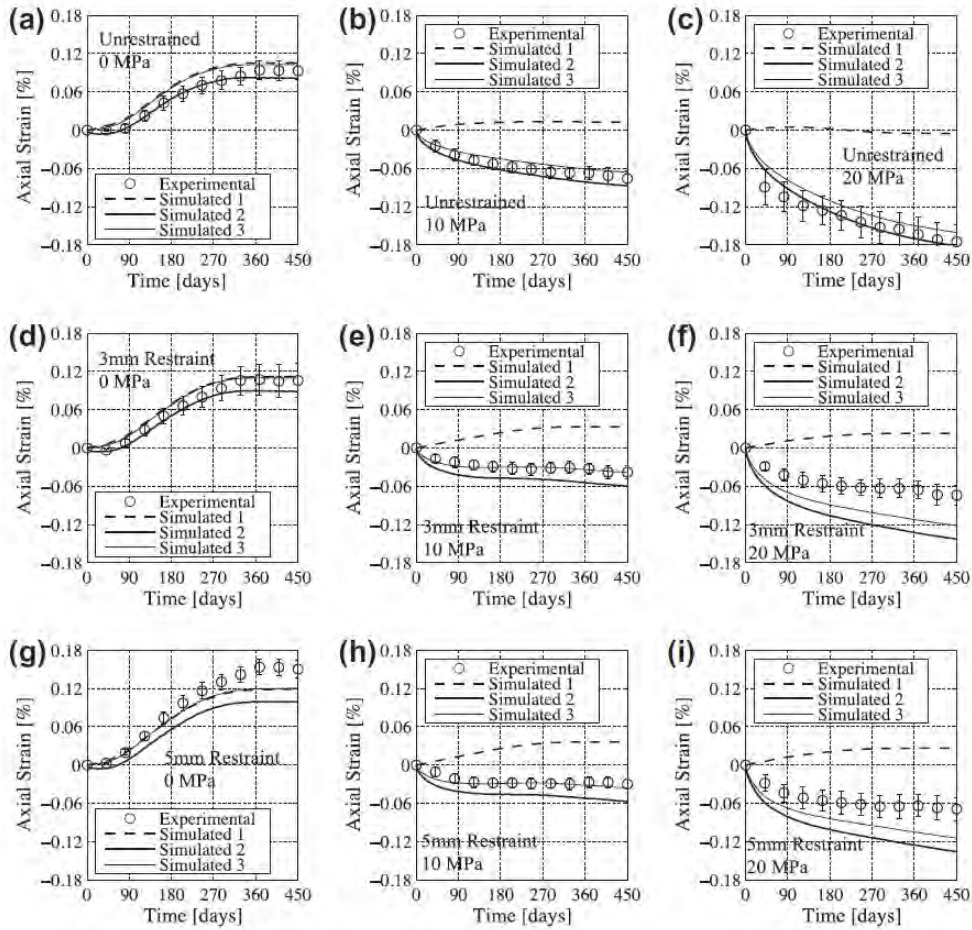 (a)
0.18
0.12
0.06
0
−0.06
−0.12
−0.18
Axial Strain [%]
Unrestrained
0 MPa
Experimental
Simulated 1
Simulated 2
Simulated 3
0 90 180 270 360 450
Time [days]
(b)
0.18
0.12
0.06
0
−0.06
−0.12
−0.18
Axial Strain [%]
Experimental
Simulated 1
Simulated 2
Simulated 3
Unrestrained
10 MPa
0 90 180 270 360 450
Time [days]
(c)
0.18
0.12
0.06
0
−0.06
−0.12
−0.18
Axial Strain [%]
Experimental
Simulated 1
Simulated 2
Simulated 3
Unrestrained
20 MPa
0 90 180 270 360 450
Time [days]
(d)
0.18
0.12
0.06
0
−0.06
−0.12
−0.18
Axial Strain [%]
3mm Restraint
0 MPa
Experimental
Simulated 1
Simulated 2
Simulated 3
0 90 180 270 360 450
Time [days]
(e)
0.18
0.12
0.06
0
−0.06
−0.12
−0.18
Axial Strain [%]
Experimental
Simulated 1
Simulated 2
Simulated 3
3mm Restraint
10 MPa
0 90 180 270 360 450
Time [days]
(f)
0.18
0.12
0.06
0
−0.06
−0.12
−0.18
Axial Strain [%]
Experimental
Simulated 1
Simulated 2
Simulated 3
3mm Restraint
20 MPa
0 90 180 270 360 450
Time [days]
(g)
0.18
0.12
0.06
0
−0.06
−0.12
−0.18
Axial Strain [%]
5mm Restraint
0 MPa
Experimental
Simulated 1
Simulated 2
Simulated 3
0 90 180 270 360 450
Time [days]
(h)
0.18
0.12
0.06
0
−0.06
−0.12
−0.18
Axial Strain [%]
Experimental
Simulated 1
Simulated 2
Simulated 3
5mm Restraint
10 MPa
0 90 180 270 360 450
Time [days]
(i)
0.18
0.12
0.06
0
−0.06
−0.12
−0.18
Axial Strain [%]
Experimental
Simulated 1
Simulated 2
Simulated 3
5mm Restraint
20 MPa
0 90 180 270 360 450
Time [days]